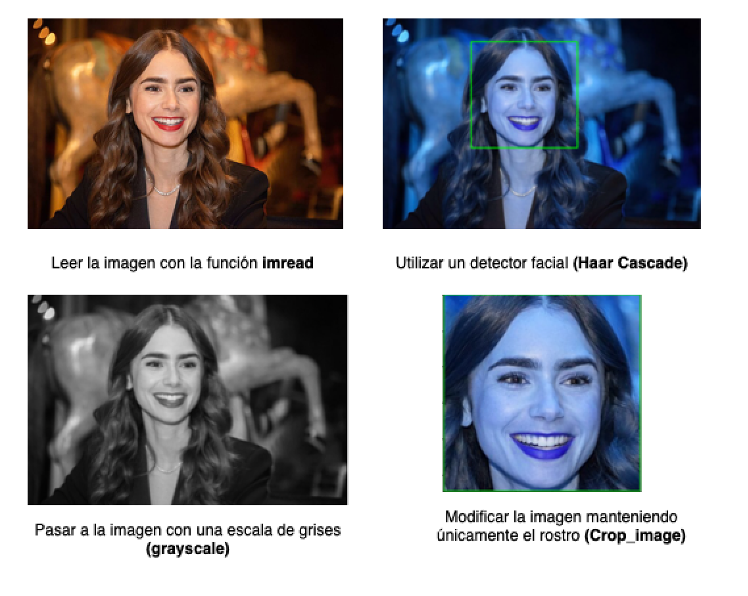 Leer la imagen con la función imread
Utilizar un detector facial (Haar Cascade)
Pasar a la imagen con una escala de grises
(grayscale)
Modificar la imagen manteniendo
únicamente el rostro (Crop_image)